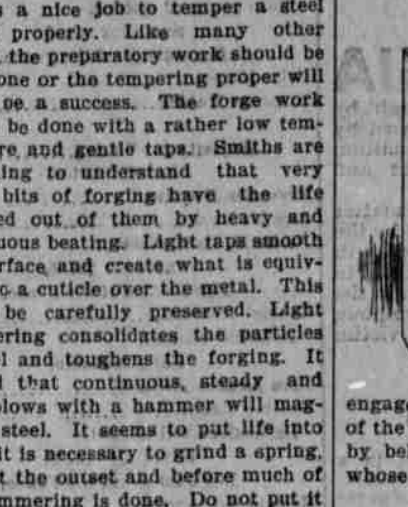 s a nice job to temper a steel
properly. Like many other
the preparatory work should be
one or the tempering proper will
be a success. The forge work
be done with a rather low tem-
re and gentle taps. Smiths are
ing to understand that very
bits of forging have the life
ed out of them by heavy and
uous beating. Light taps smooth
rface and create what is equiv-
o a cuticle over the metal. This
be carefully preserved. Light
ering consolidates the particles
l and toughens the forging. It
d that continuous, steady and
blows with a hammer will mag-
steel. It seems to put life into
it is necessary to grind a spring,
t the outset and before much of
mmering is done. Do not put it
engage
of the
by bel
whose